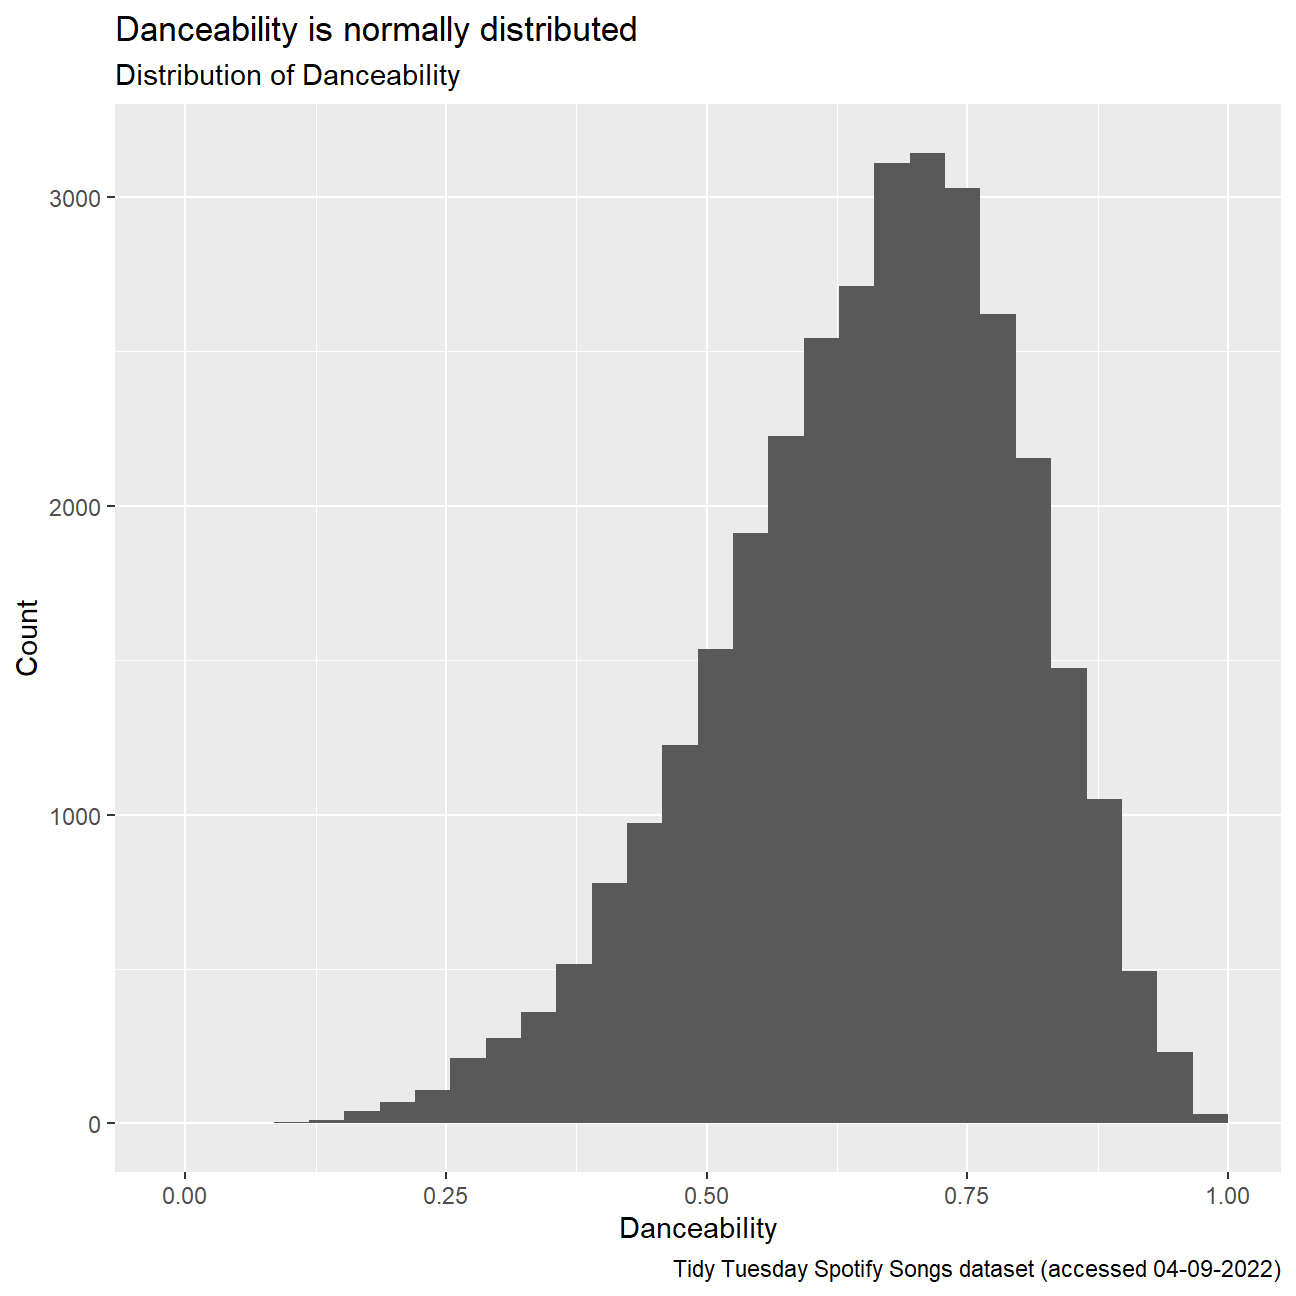 Danceability is normally distributed
Distribution of Danceability
3000
2000
1000
0
Count
0.00 0.25 0.50 0.75 1.00
Danceability
Tidy Tuesday Spotify Songs dataset (accessed 04-09-2022)